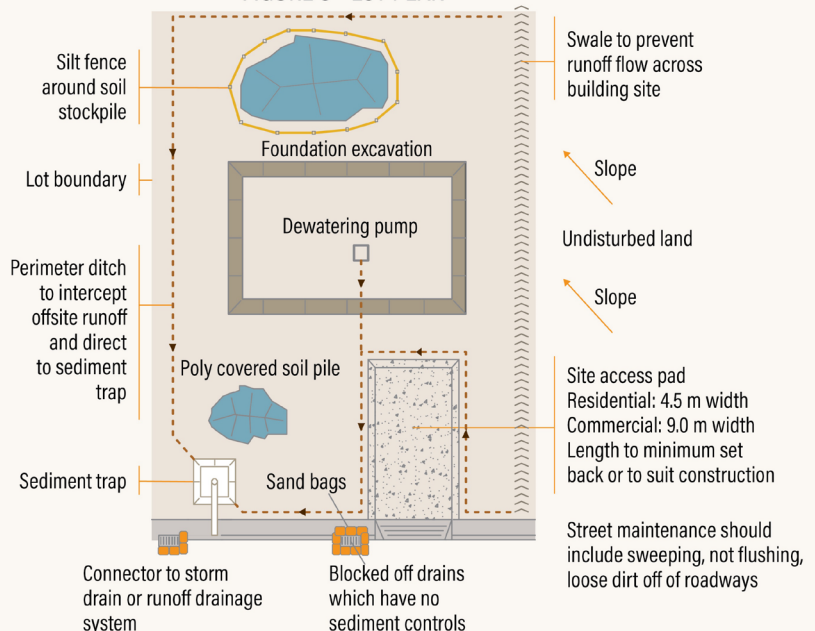 Silt fence
around soil
stockpile
Swale to prevent
runoff flow across
building site
Foundation excavation
Lot boundary
Slope
Dewatering pump
Undisturbed land
Perimeter ditch
to intercept
offsite runoff
and direct
to sediment
trap
Slope
Poly covered soil pile
Site access pad
Residential: 4.5 m width
Commercial: 9.0 m width
Length to minimum set
back or to suit construction
Sediment trap
Sand bags
Street maintenance should
include sweeping, not flushing,
loose dirt off of roadways
Connector to storm
drain or runoff drainage
system
Blocked off drains
which have no
sediment controls